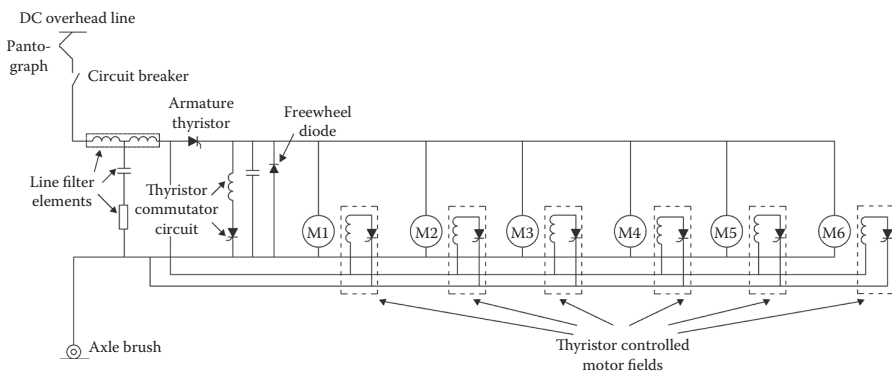 DC overhead line
Panto-
graph
Circuit breaker
Armature
thyristor
Freewheel
diode
Line filter
elements
Thyristor
commutator
circuit
M1
M2
M3
M4
M5
M6
Axle brush
Thyristor controlled
motor fields